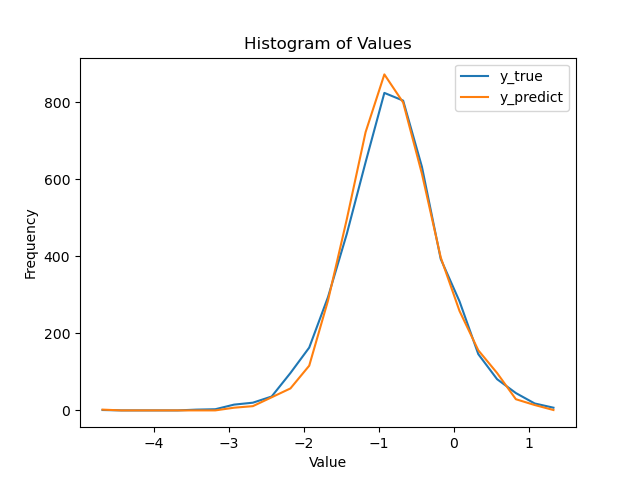 Histogram of Values
y_true
y_predict
800
600
400
200
0
Frequency
−4
−3
−2
−1
0
1
Value